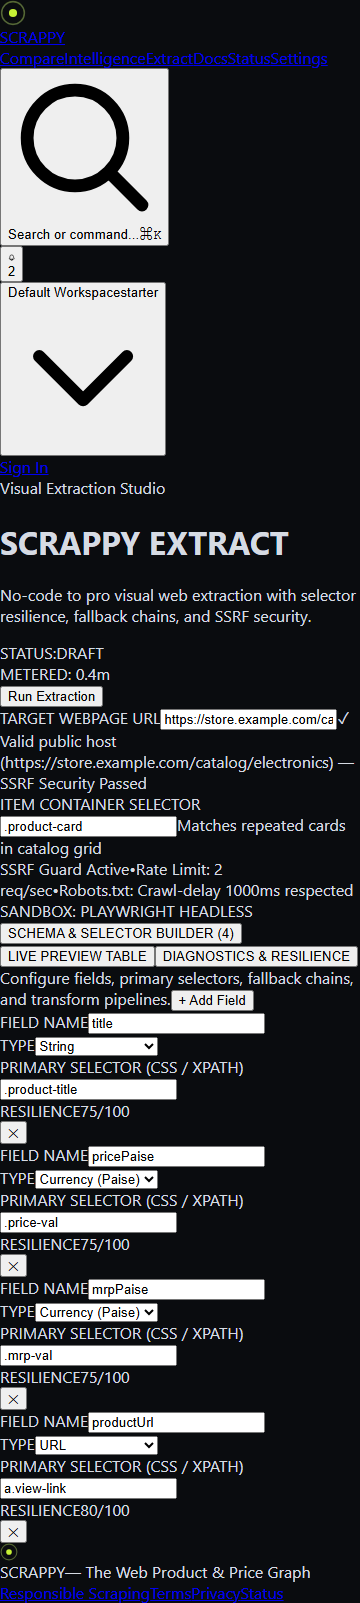 SCRAPPY
CompareIntelligenceExtractDocsStatusSettings
Search or command...⌘K
2
Default Workspacestarter
Sign In
Visual Extraction Studio
SCRAPPY EXTRACT
No-code to pro visual web extraction with selector
resilience, fallback chains, and SSRF security.
STATUS:DRAFT
METERED: 0.4m
Run Extraction
TARGET WEBPAGE URL https://store.example.com/ca ✓
Valid public host
(https://store.example.com/catalog/electronics) —
SSRF Security Passed
ITEM CONTAINER SELECTOR
.product-card Matches repeated cards
in catalog grid
SSRF Guard Active•Rate Limit: 2
req/sec•Robots.txt: Crawl-delay 1000ms respected
SANDBOX: PLAYWRIGHT HEADLESS
SCHEMA & SELECTOR BUILDER (4)
LIVE PREVIEW TABLE DIAGNOSTICS & RESILIENCE
Configure fields, primary selectors, fallback chains,
and transform pipelines. + Add Field
FIELD NAME title
TYPE String
PRIMARY SELECTOR (CSS / XPATH)
.product-title
RESILIENCE75/100
×
FIELD NAME pricePaise
TYPE Currency (Paise)
PRIMARY SELECTOR (CSS / XPATH)
.price-val
RESILIENCE75/100
×
FIELD NAME mrpPaise
TYPE Currency (Paise)
PRIMARY SELECTOR (CSS / XPATH)
.mrp-val
RESILIENCE75/100
×
FIELD NAME productUrl
TYPE URL
PRIMARY SELECTOR (CSS / XPATH)
a.view-link
RESILIENCE80/100
×
SCRAPPY— The Web Product & Price Graph
Responsible ScrapingTermsPrivacyStatus